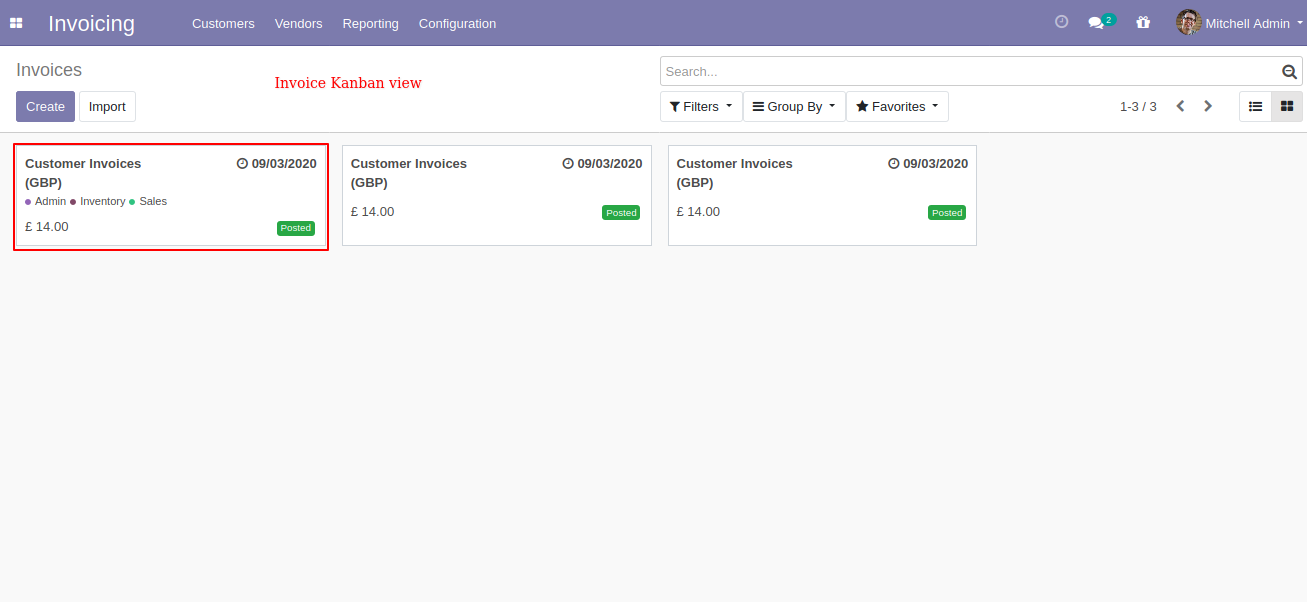 Invoicing Customers Vendors Reporting Configuration 2 Mitchell Admin
Invoices
Invoice Kanban view
Search...
Create Import
Filters Group By Favorites 1-3 / 3
Customer Invoices 09/03/2020
(GBP)
Admin Inventory Sales
£ 14.00
Posted
Customer Invoices 09/03/2020
(GBP)
£ 14.00
Posted
Customer Invoices 09/03/2020
(GBP)
£ 14.00
Posted